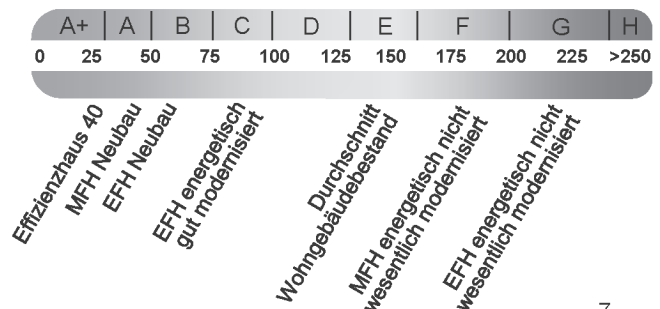 A+ A B C D E F G H
0 25 50 75 100 125 150 175 200 225 >250
Effizienzhaus 40
MFH Neubau
EFH Neubau
EFH energetisch
gut modernisiert
Durchschnitt
Wohngebäudebestand
MFH energetisch nicht
wesentlich modernisiert
EFH energetisch nicht
wesentlich modernisiert
7